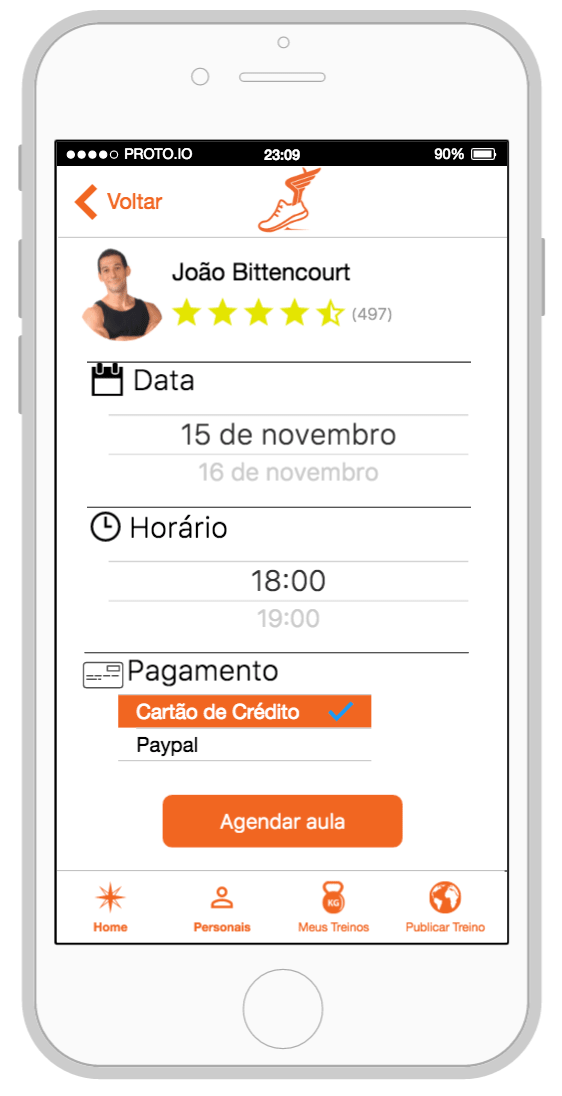 PROTO.IO 23:09 90%
Voltar
João Bittencourt
(497)
Data
15 de novembro
16 de novembro
Horário
18:00
19:00
Pagamento
Cartão de Crédito
Paypal
Agendar aula
KG
Home Personais Meus Treinos Publicar Treino